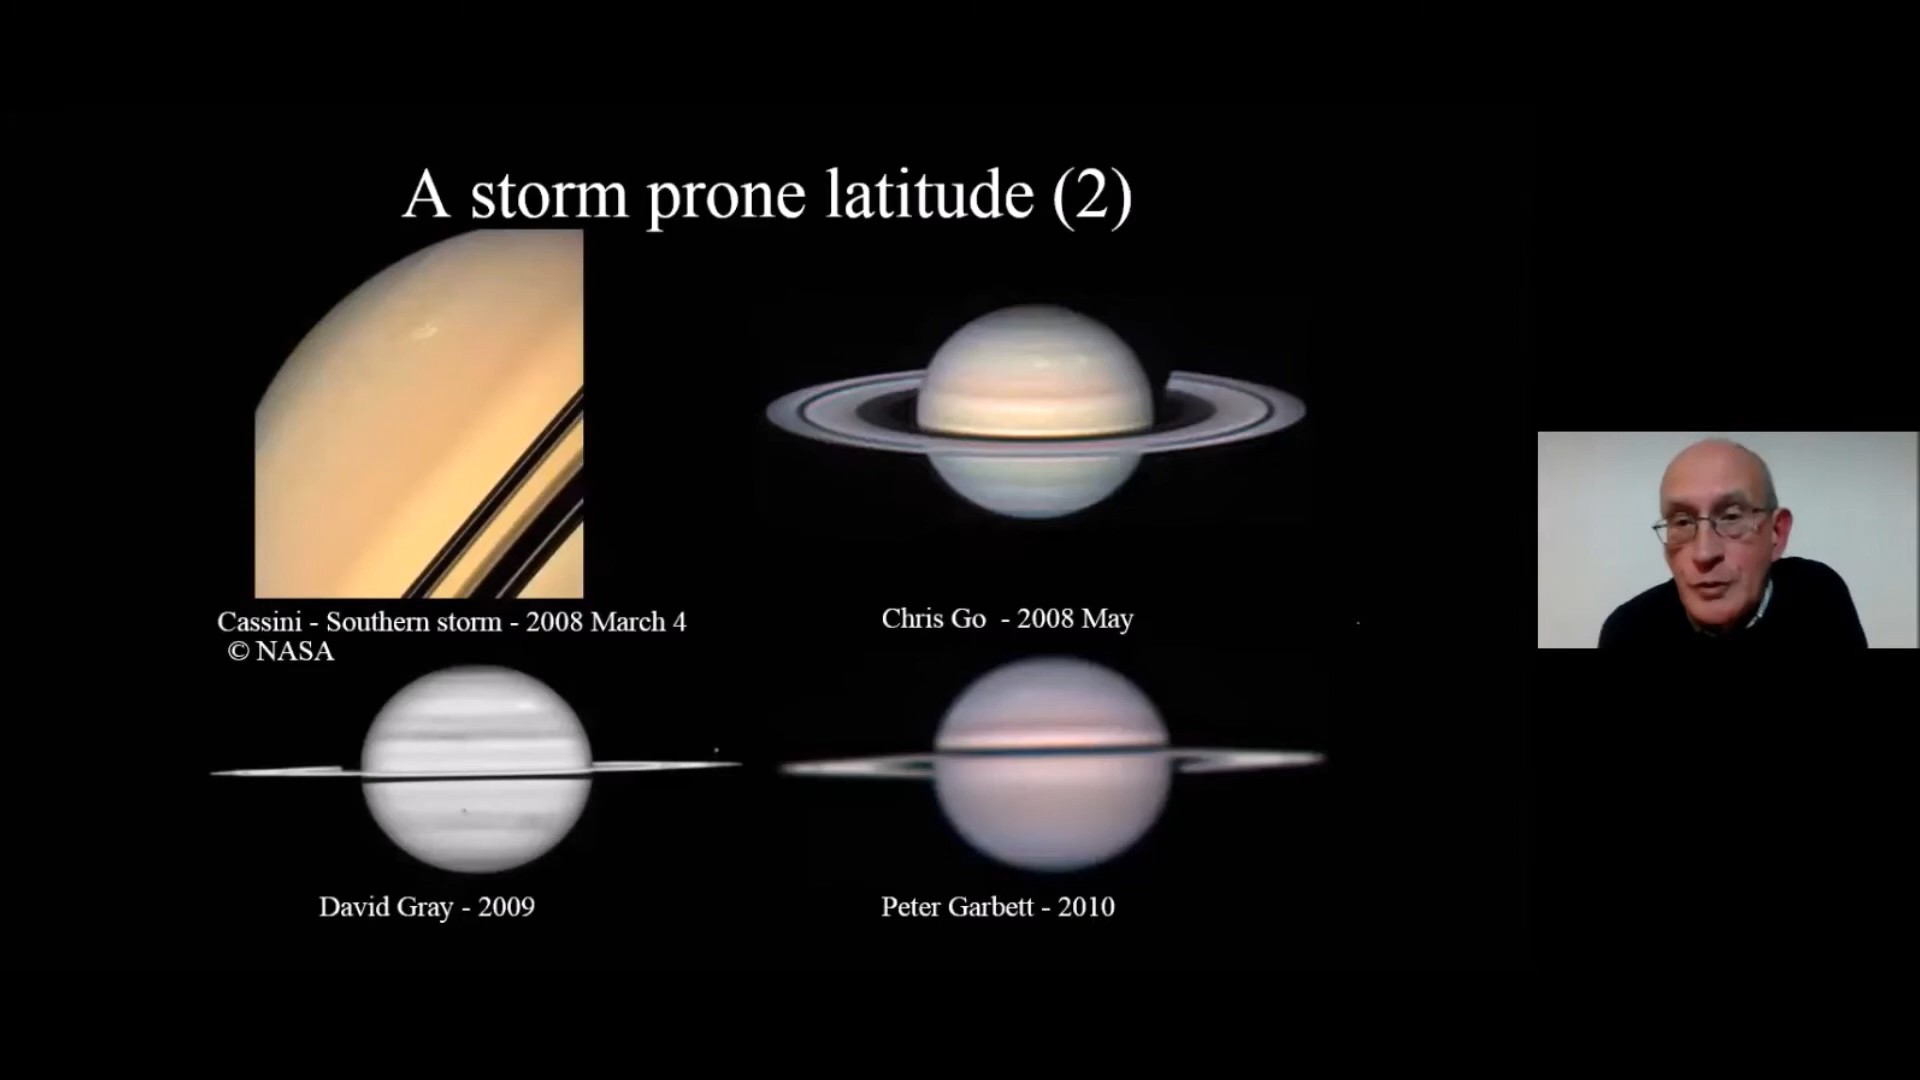 A storm prone latitude (2)
Cassini - Southern storm - 2008 March 4
© NASA
Chris Go - 2008 May
David Gray - 2009
Peter Garbett - 2010